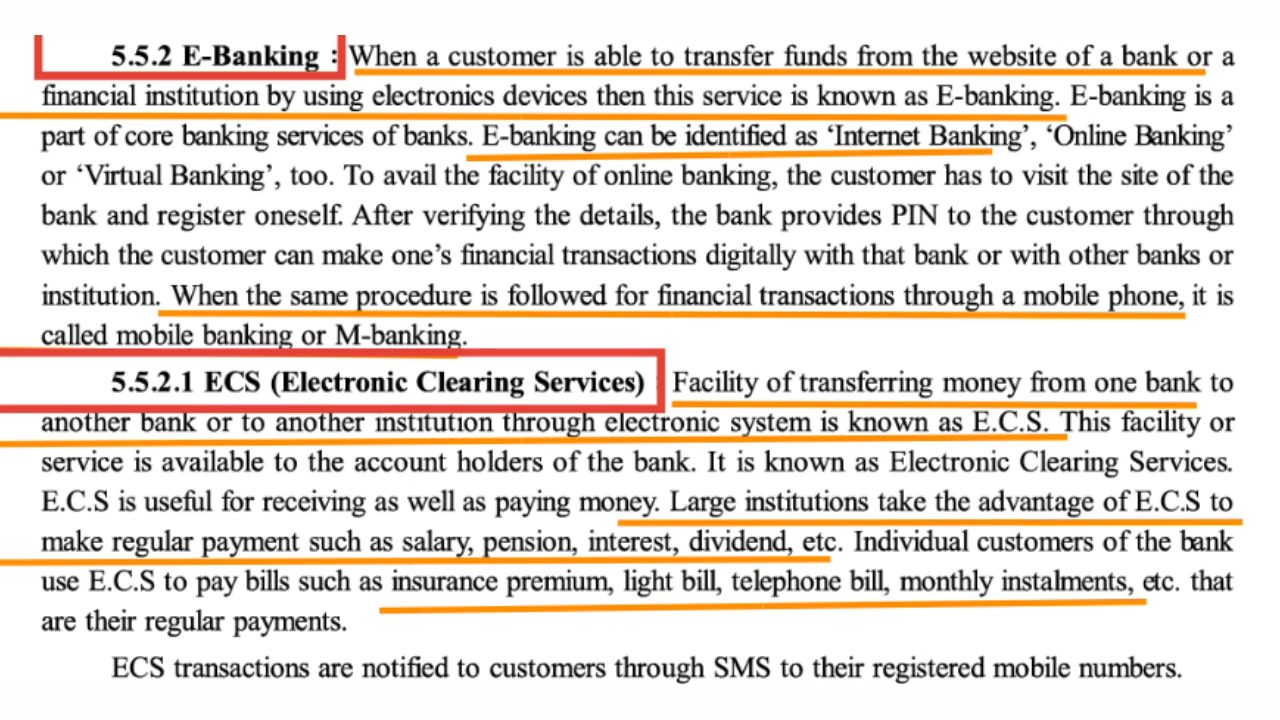 5.5.2 E-Banking : When a customer is able to transfer funds from the website of a bank or a
financial institution by using electronics devices then this service is known as E-banking. E-banking is a
part of core banking services of banks. E-banking can be identified as ‘Internet Banking’, ‘Online Banking’
or ‘Virtual Banking’, too. To avail the facility of online banking, the customer has to visit the site of the
bank and register oneself. After verifying the details, the bank provides PIN to the customer through
which the customer can make one’s financial transactions digitally with that bank or with other banks or
institution. When the same procedure is followed for financial transactions through a mobile phone, it is
called mobile banking or M-banking.
5.5.2.1 ECS (Electronic Clearing Services) : Facility of transferring money from one bank to
another bank or to another institution through electronic system is known as E.C.S. This facility or
service is available to the account holders of the bank. It is known as Electronic Clearing Services.
E.C.S is useful for receiving as well as paying money. Large institutions take the advantage of E.C.S to
make regular payment such as salary, pension, interest, dividend, etc. Individual customers of the bank
use E.C.S to pay bills such as insurance premium, light bill, telephone bill, monthly instalments, etc. that
are their regular payments.
ECS transactions are notified to customers through SMS to their registered mobile numbers.